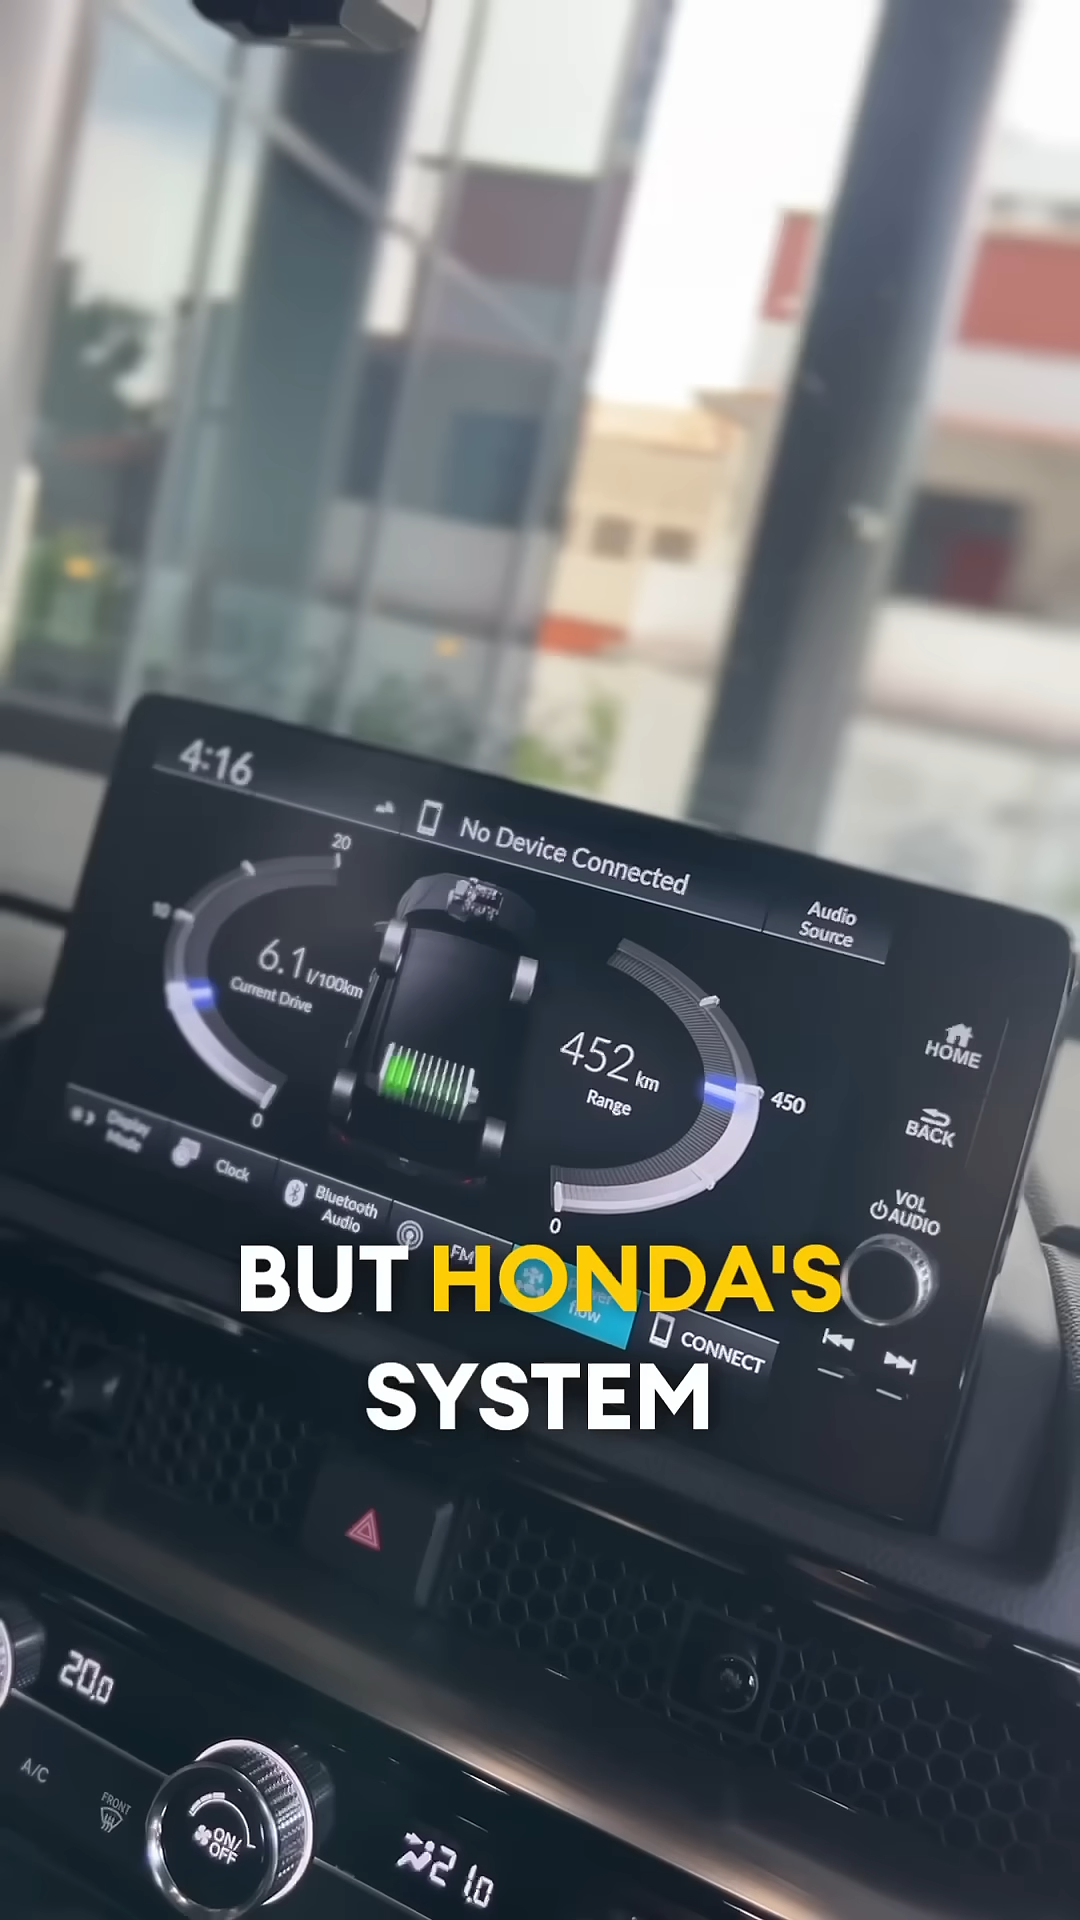 4:16
No Device Connected
Audio
Source
20
10
6.1 l/100km
Current Drive
0
452 km
Range
450
0
HOME
BACK
VOL
AUDIO
Display
Mode
Clock
Bluetooth
Audio
FM
Power
flow
CONNECT
BUT HONDA'S
SYSTEM
20.0
A/C
FRONT
ON/
OFF
21.0